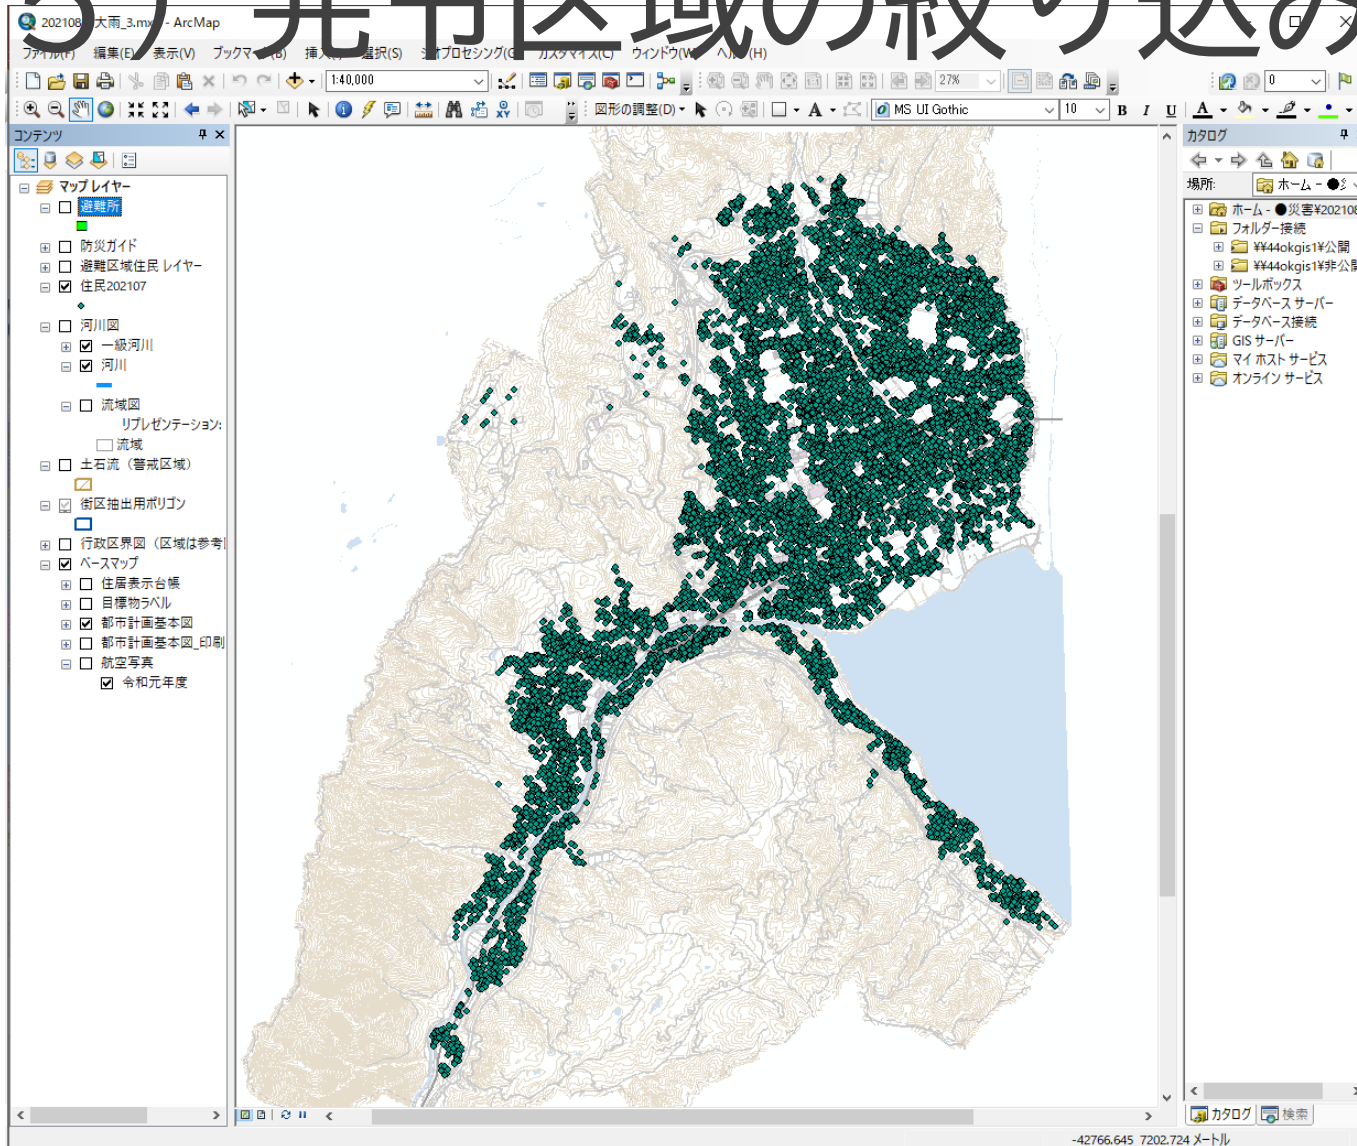 3）発令区域の絞り込み
大雨_3.mx - ArcMap
編集(E) 表示(V) ブックマーク(B) 選択(S) ジオプロセシング(G) カスタマイズ(C) ウィンドウ(W) ヘルプ(H)
1:40,000
27%
0
図形の調整(D)
A
MS UI Gothic
10
B I U A
コンテンツ
マップ レイヤー
避難所
防災ガイド
避難区域住民 レイヤー
住民202107
河川図
一級河川
河川
流域図
リプレゼンテーション:
流域
土石流（警戒区域）
街区抽出用ポリゴン
行政区界図（区域は参考
ベースマップ
住居表示台帳
目標物ラベル
都市計画基本図
都市計画基本図_印刷
航空写真
令和元年度
カタログ
場所:
ホーム - ●
ホーム - ●災害¥202108
フォルダー接続
¥¥44okgis1¥公開
¥¥44okgis1¥非公開
ツールボックス
データベース サーバー
データベース接続
GIS サーバー
マイ ホスト サービス
オンライン サービス
カタログ
検索
-42766.645 7202.724 メートル